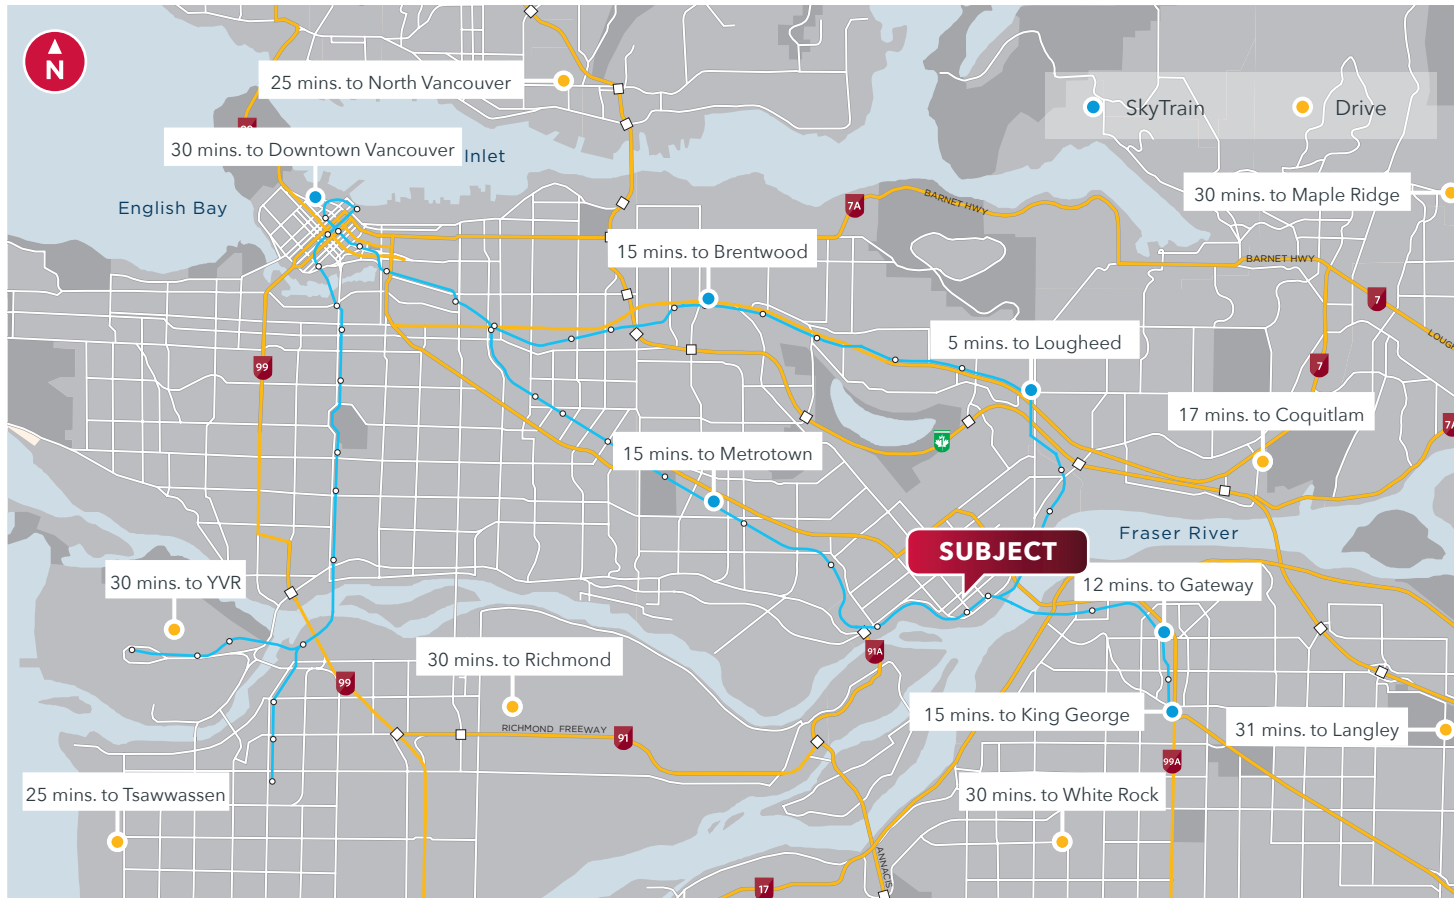 N
25 mins. to North Vancouver
SkyTrain
Drive
30 mins. to Downtown Vancouver
Inlet
English Bay
7A
BARNET HWY
30 mins. to Maple Ridge
15 mins. to Brentwood
BARNET HWY
7
5 mins. to Lougheed
99
7
17 mins. to Coquitlam
15 mins. to Metrotown
SUBJECT
Fraser River
30 mins. to YVR
12 mins. to Gateway
91A
30 mins. to Richmond
99
RICHMOND FREEWAY
91
15 mins. to King George
31 mins. to Langley
99A
25 mins. to Tsawwassen
30 mins. to White Rock
ANNACIS
17